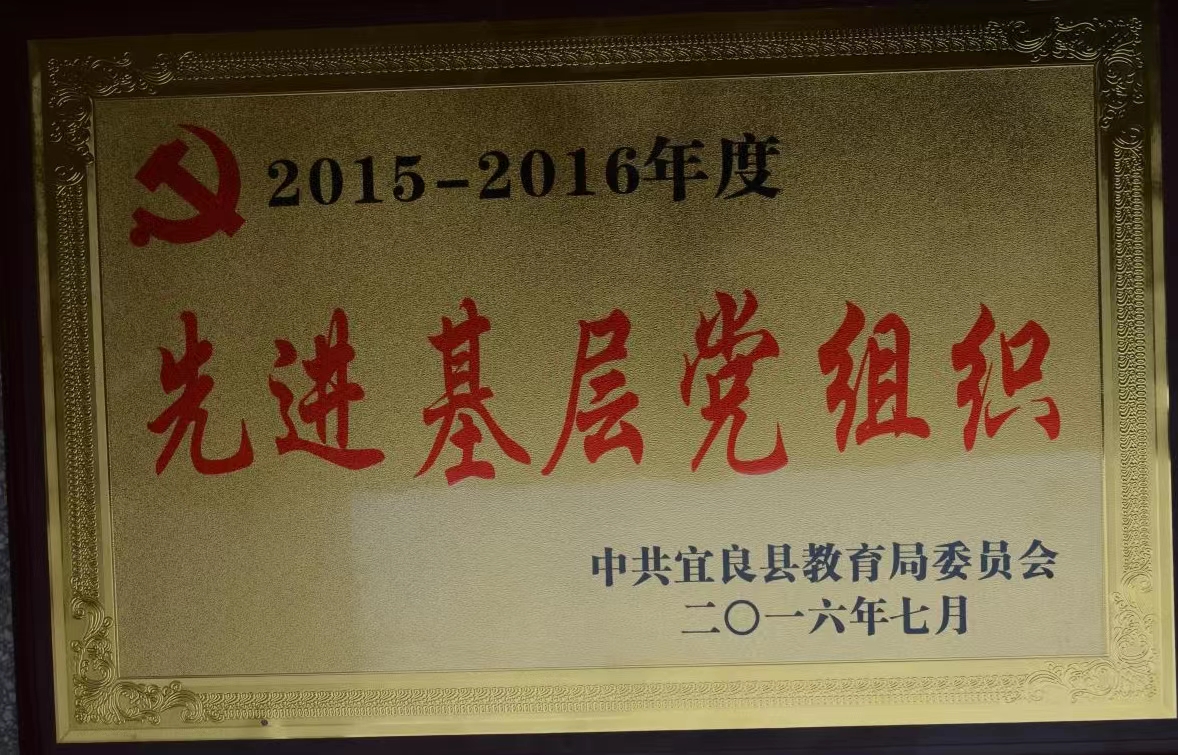 2015-2016年度
先进基层党组织
中共宜良县教育局委员会
二〇一六年七月